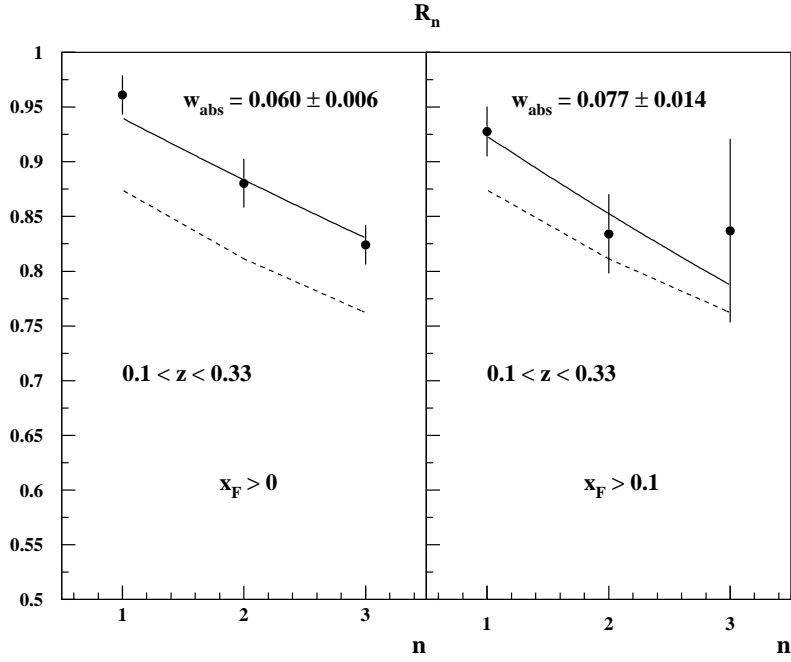 R_n
w_abs = 0.060 ± 0.006
w_abs = 0.077 ± 0.014
0.1 < z < 0.33
0.1 < z < 0.33
x_F > 0
x_F > 0.1
1
0.95
0.9
0.85
0.8
0.75
0.7
0.65
0.6
0.55
0.5
1 2 3
1 2 3
n
n